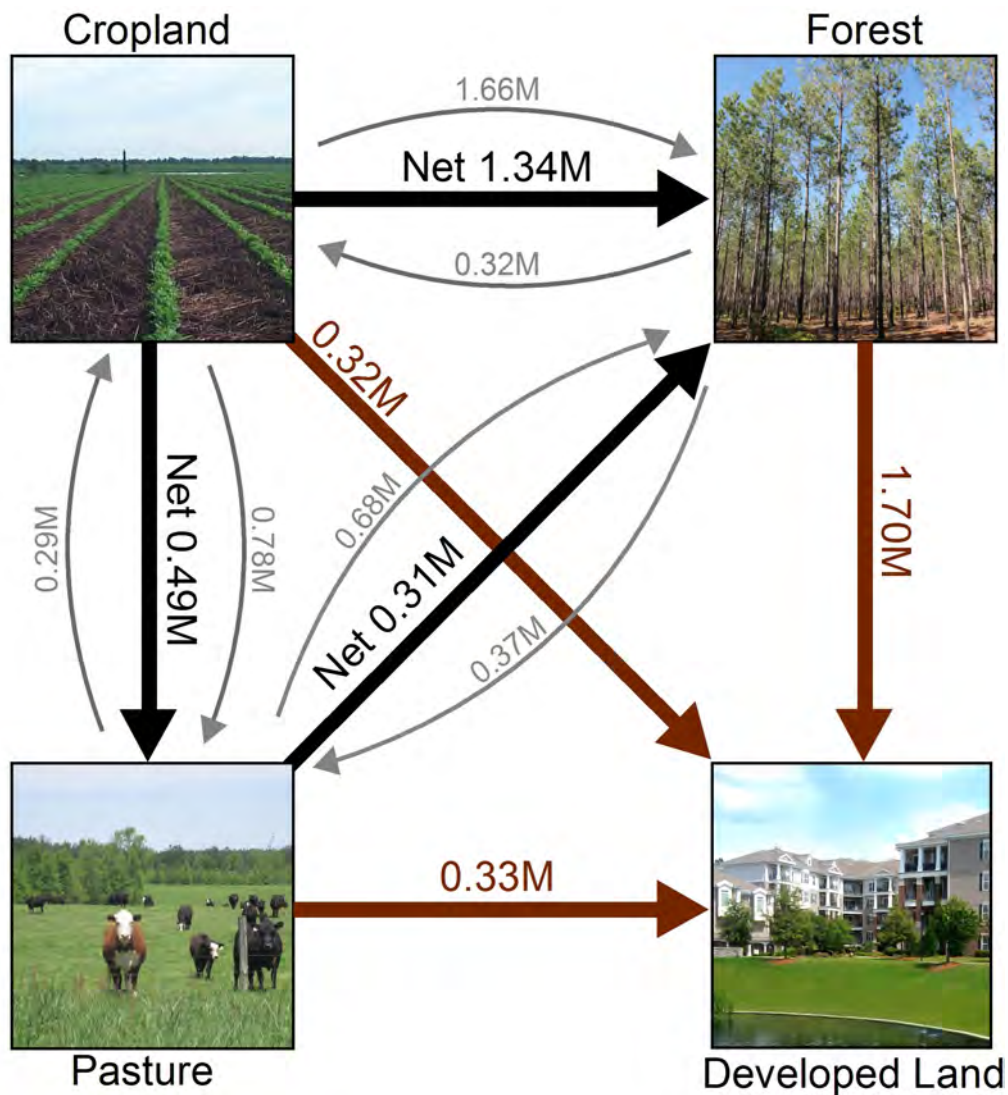 Cropland
Forest
1.66M
Net 1.34M
0.32M
0.32M
0.29M
Net 0.49M
0.78M
0.68M
Net 0.31M
0.37M
1.70M
0.33M
Pasture
Developed Land